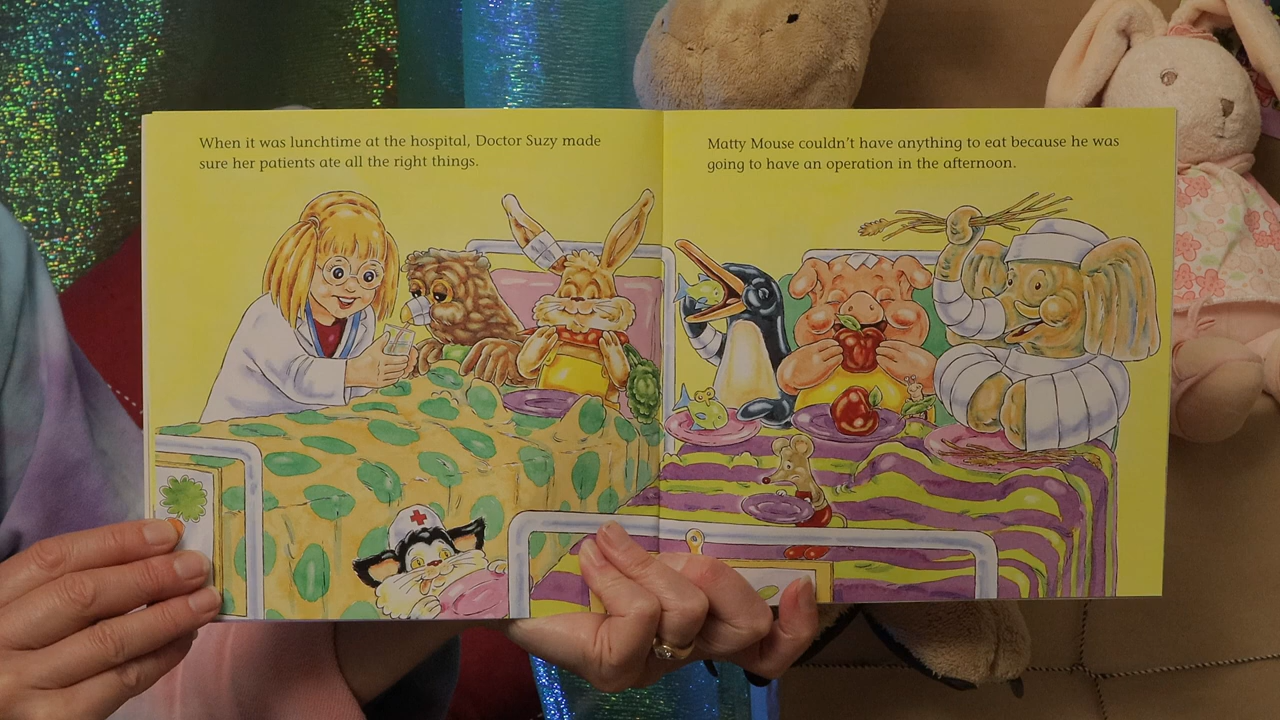 When it was lunchtime at the hospital, Doctor Suzy made
sure her patients ate all the right things.
Matty Mouse couldn't have anything to eat because he was
going to have an operation in the afternoon.